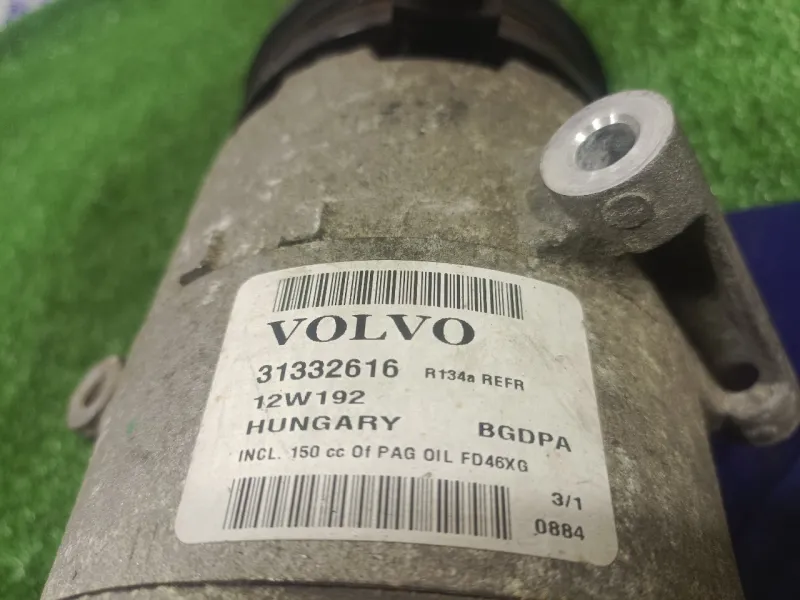 VOLVO
31332616 R134a REFR
12W192
HUNGARY BGDPA
INCL. 150 cc Of PAG OIL FD46XG
3/1
0884